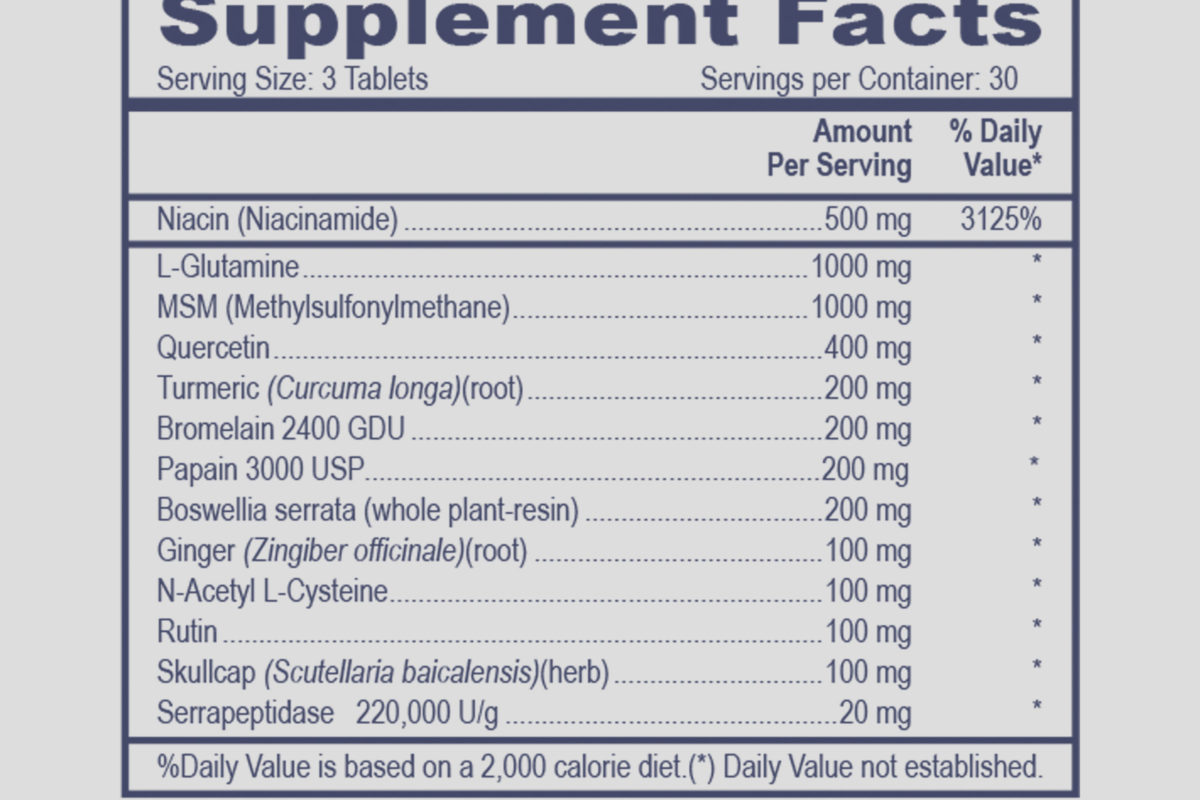 Supplement Facts
Serving Size: 3 Tablets Servings per Container: 30
Amount Per Serving % Daily Value*
Niacin (Niacinamide) 500 mg 3125%
L-Glutamine 1000 mg *
MSM (Methylsulfonylmethane) 1000 mg *
Quercetin 400 mg *
Turmeric (Curcuma longa)(root) 200 mg *
Bromelain 2400 GDU 200 mg *
Papain 3000 USP 200 mg *
Boswellia serrata (whole plant-resin) 200 mg *
Ginger (Zingiber officinale)(root) 100 mg *
N-Acetyl L-Cysteine 100 mg *
Rutin 100 mg *
Skullcap (Scutellaria baicalensis)(herb) 100 mg *
Serrapeptidase 220,000 U/g 20 mg *
%Daily Value is based on a 2,000 calorie diet.(*) Daily Value not established.